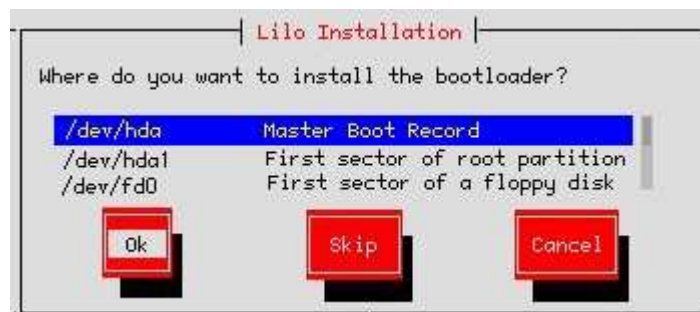 Lilo Installation
Where do you want to install the bootloader?
/dev/hda Master Boot Record
/dev/hda1 First sector of root partition
/dev/fd0 First sector of a floppy disk
Ok Skip Cancel